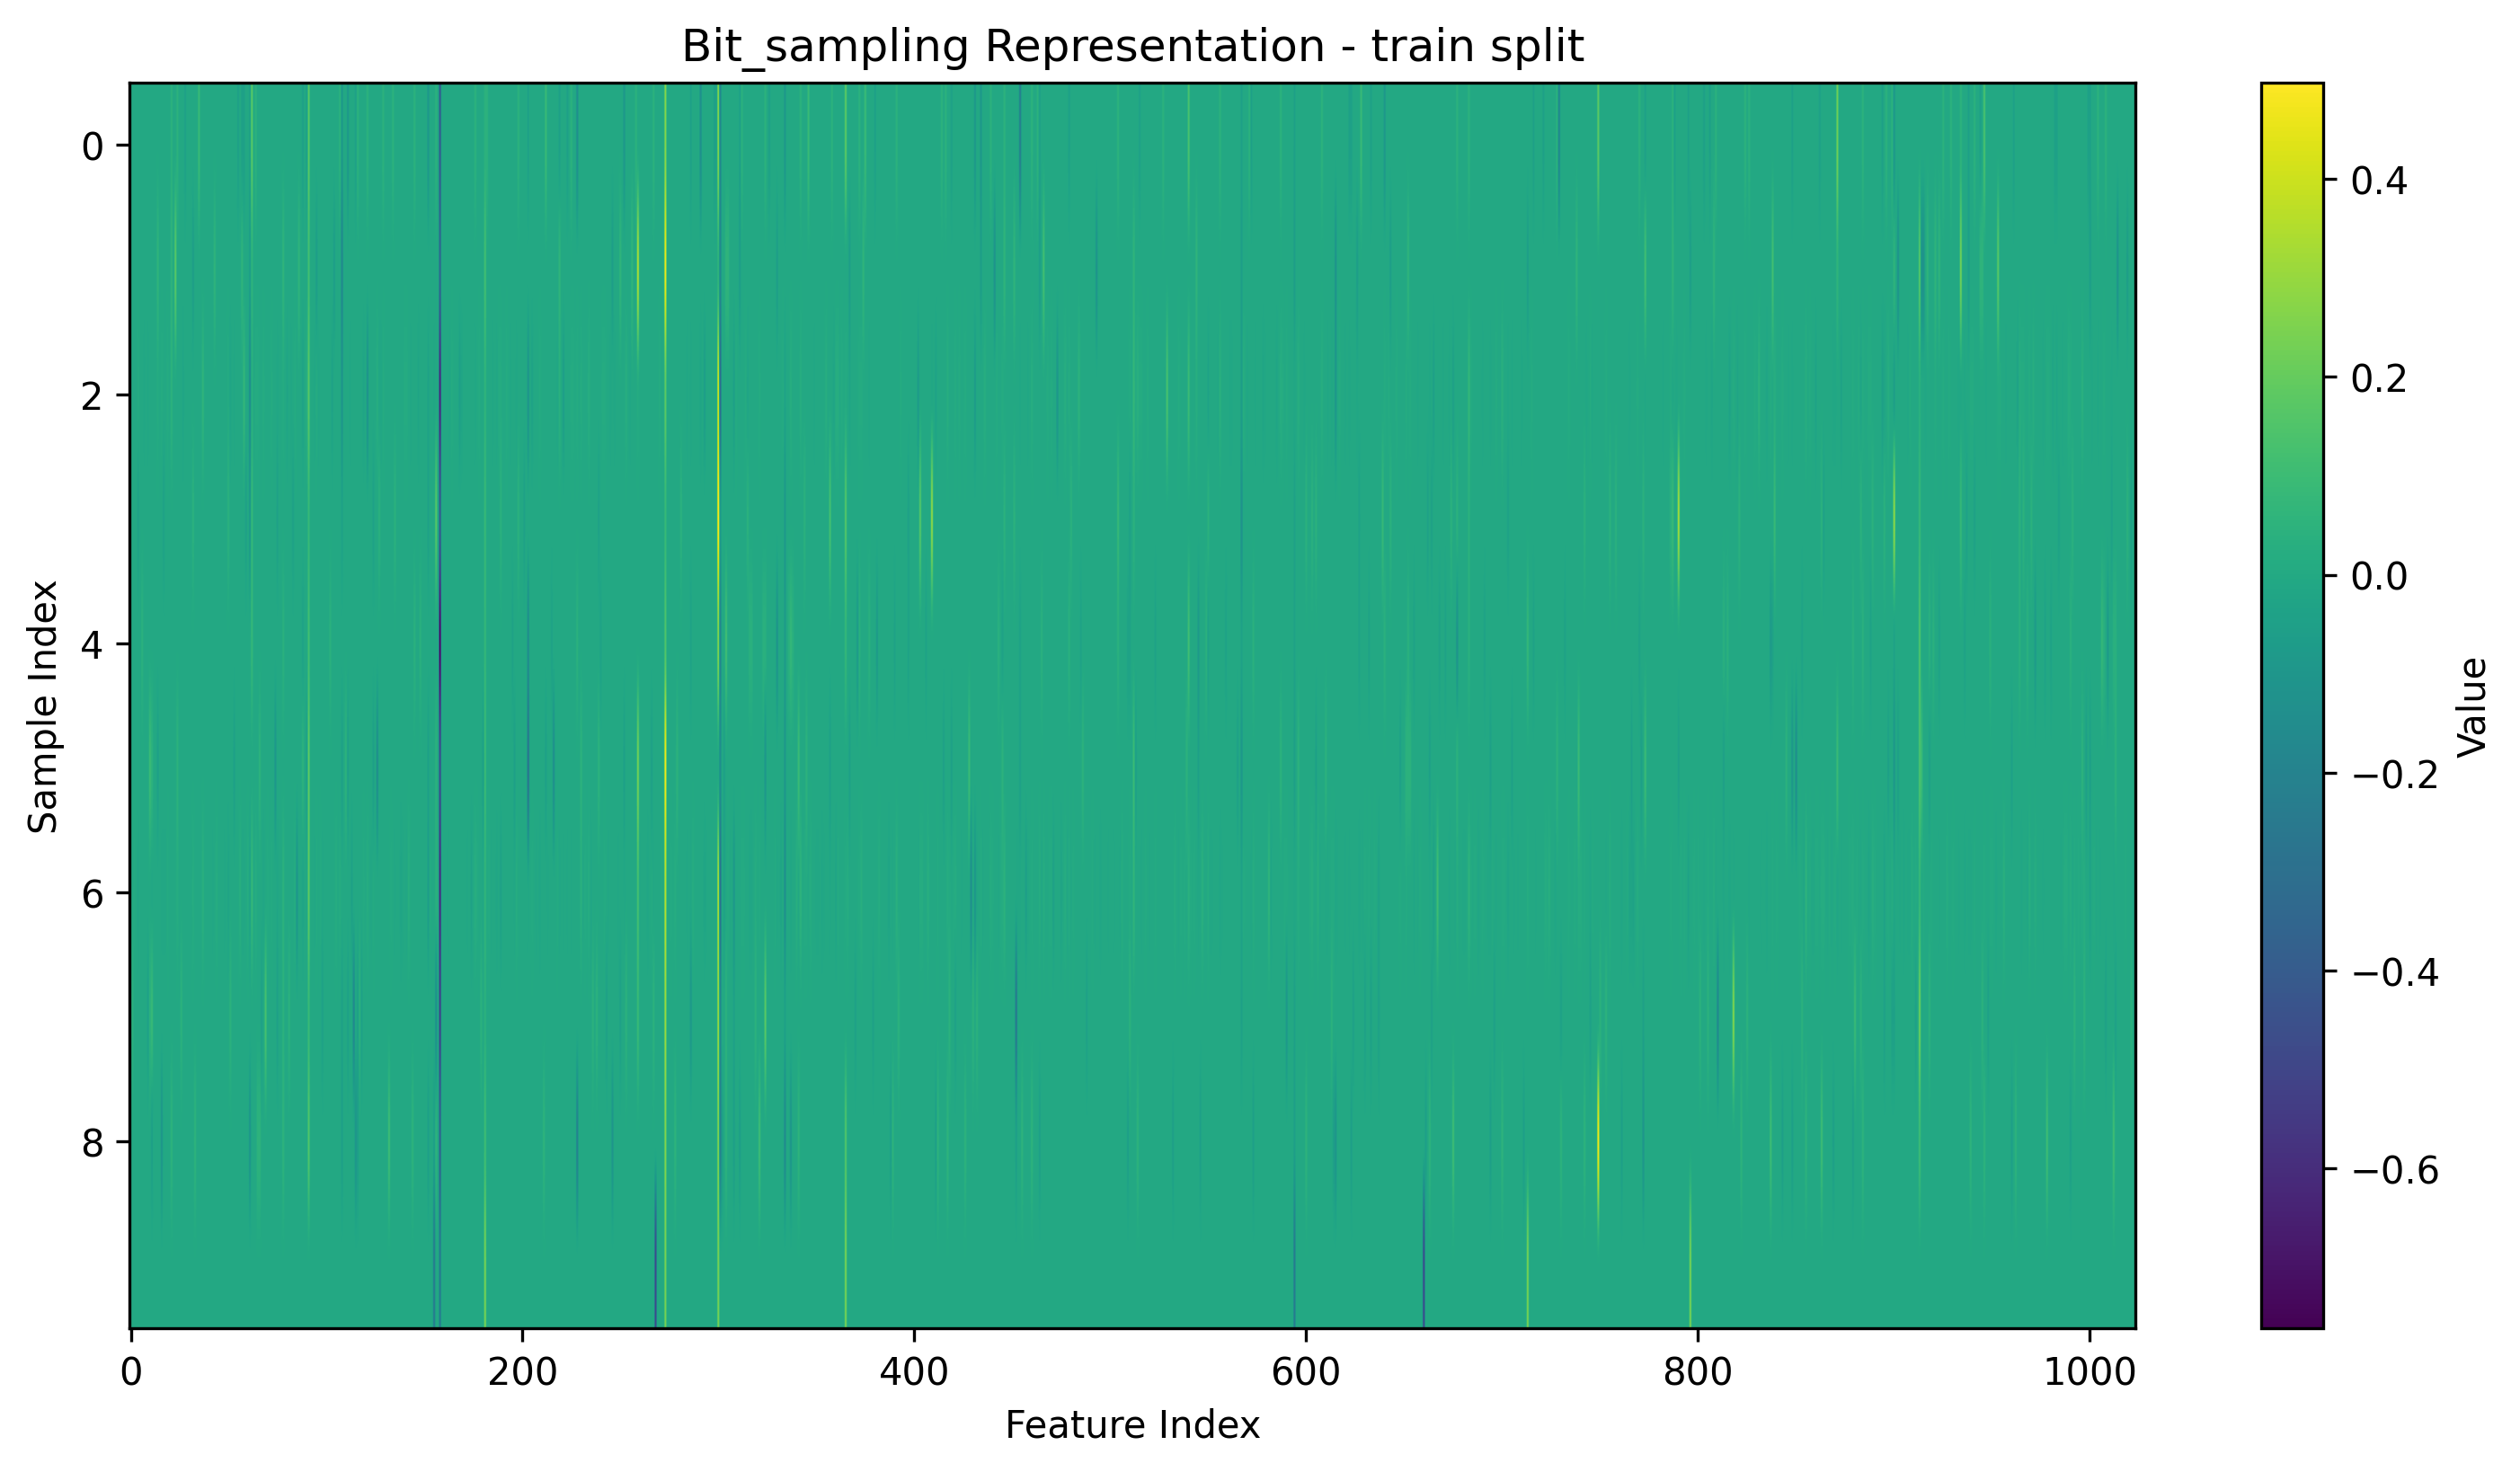 Bit_sampling Representation - train split
Sample Index
0
2
4
6
8
0 200 400 600 800 1000
Feature Index
0.4
0.2
0.0
−0.2
−0.4
−0.6
Value